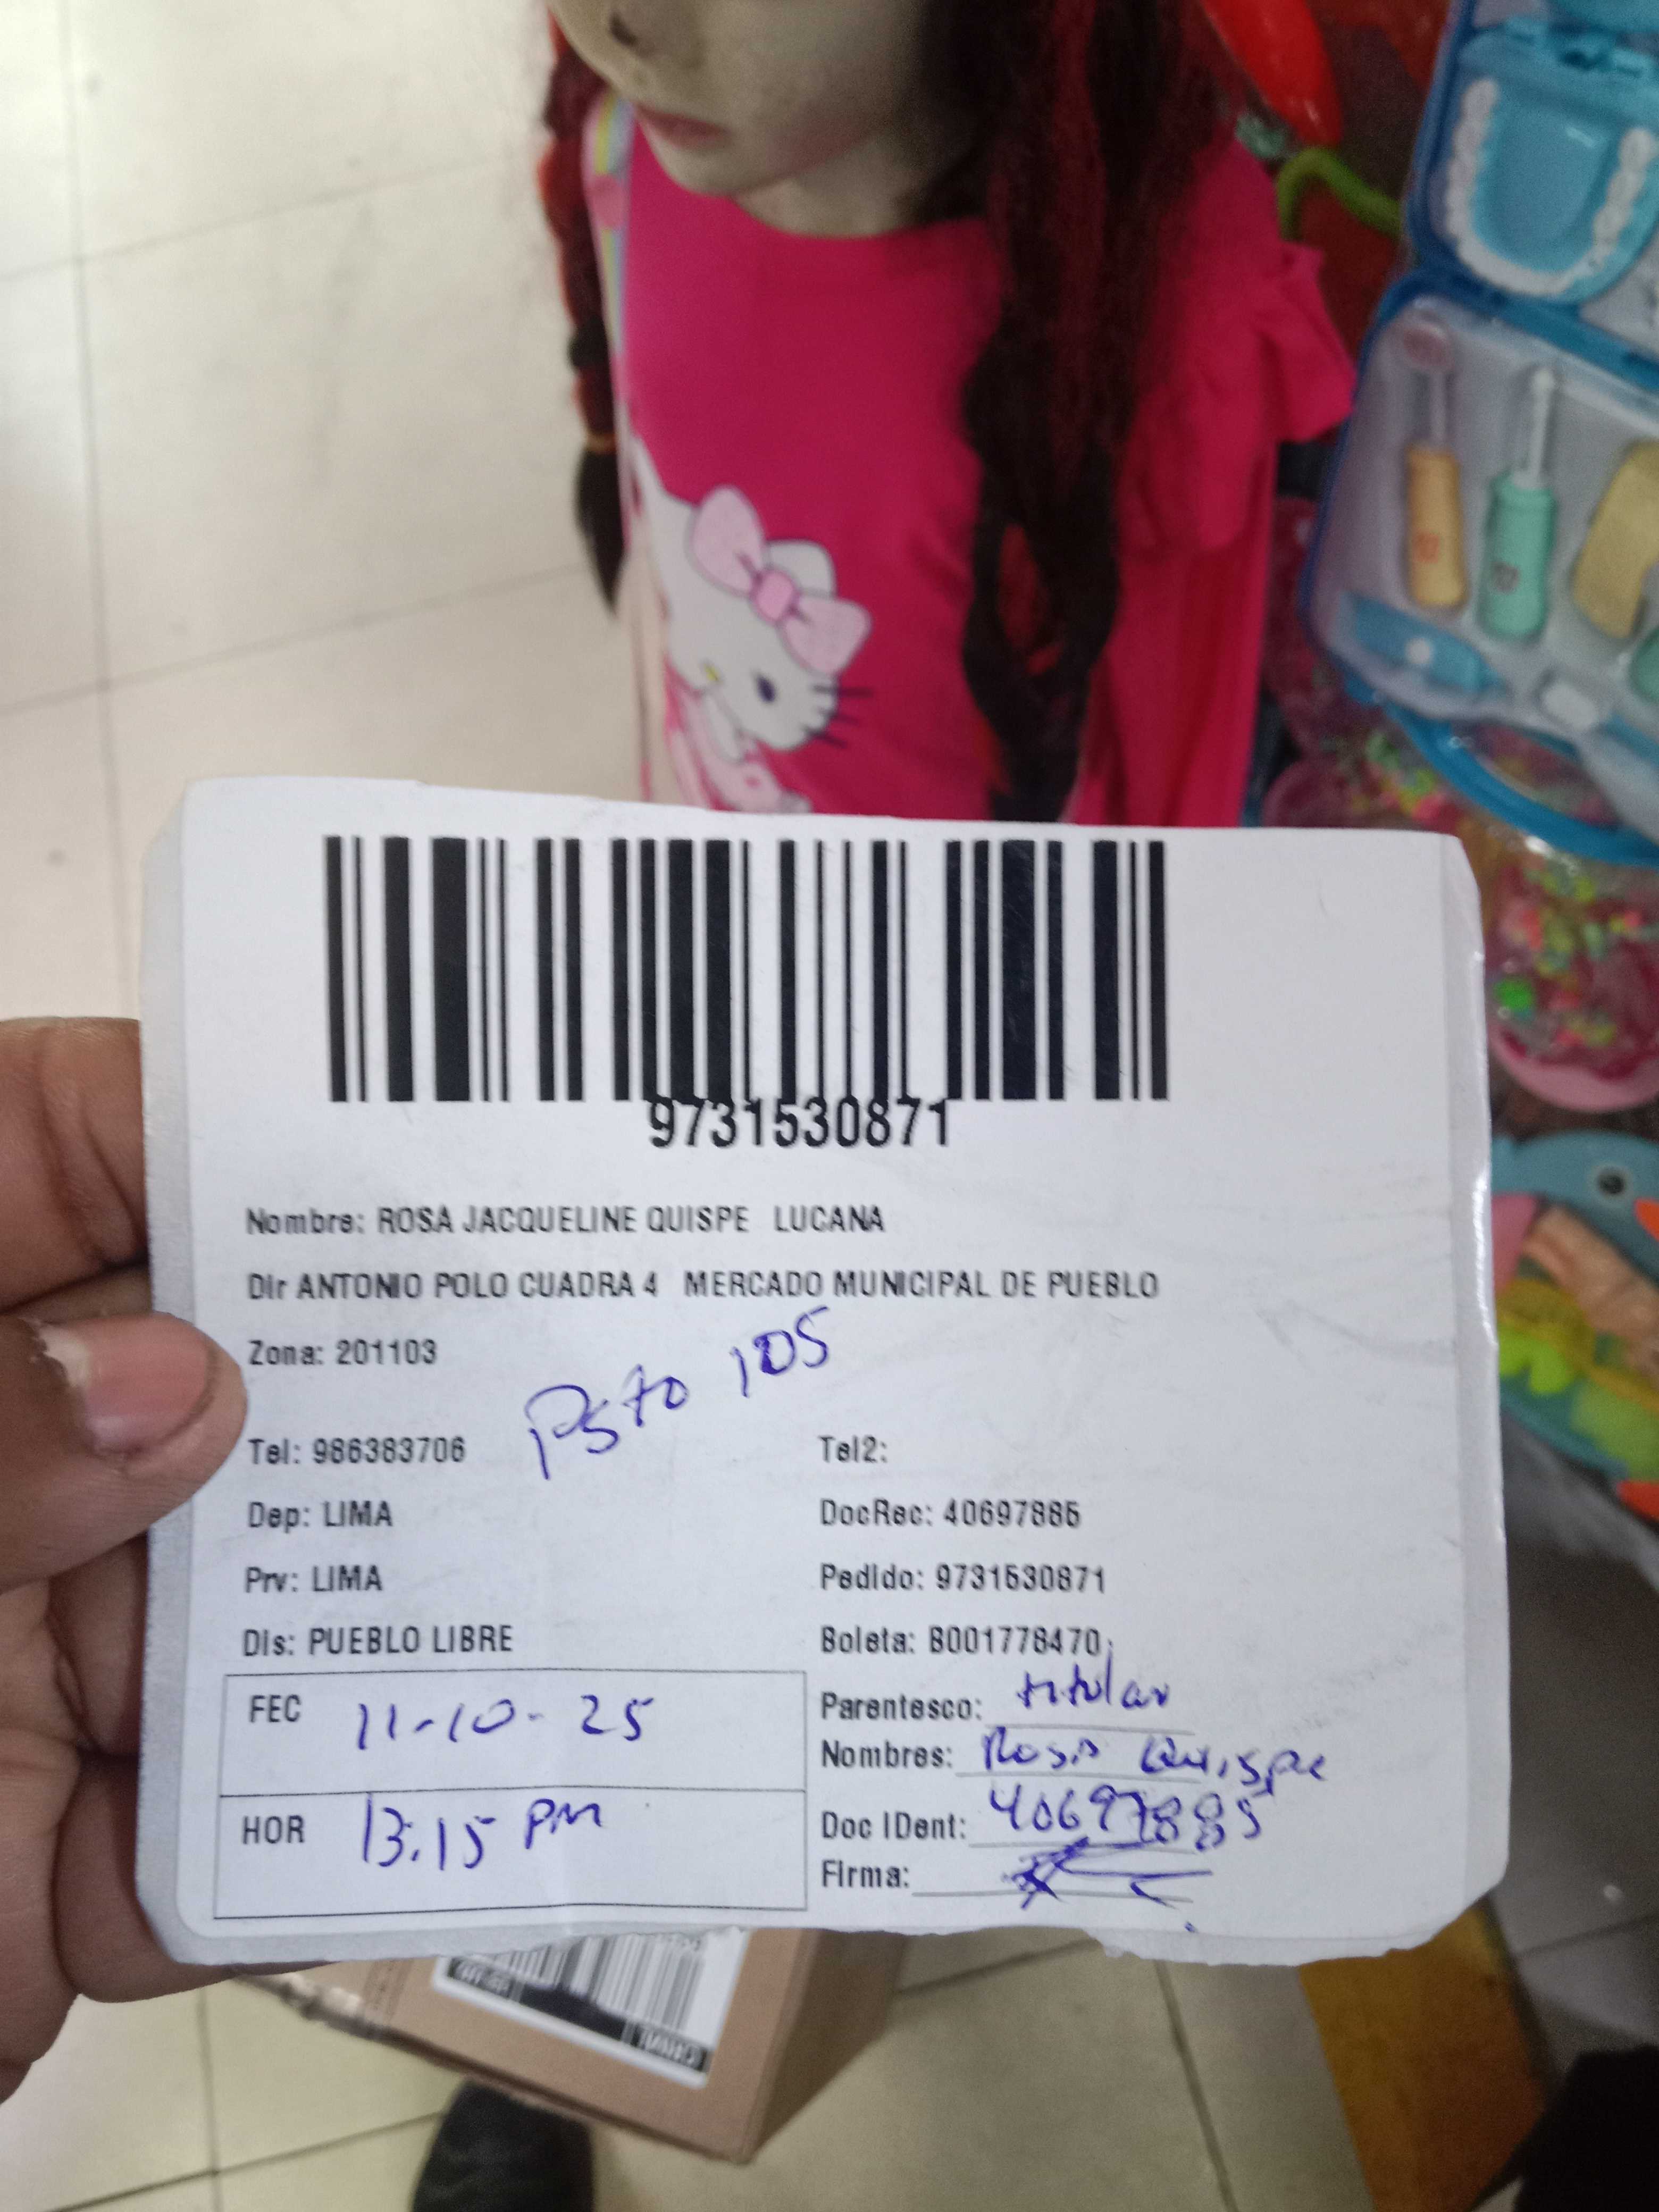 9731530871
Nombre: ROSA JACQUELINE QUISPE LUCANA
Dir ANTONIO POLO CUADRA 4 MERCADO MUNICIPAL DE PUEBLO
Zona: 201103
Psto 105
Tel: 986383706
Tel2:
Dep: LIMA
DocRec: 40697885
Prv: LIMA
Pedido: 9731530871
Dis: PUEBLO LIBRE
Boleta: B001778470
FEC 11-10-25
Parentesco: titular
Nombres: Rosa Quispe
HOR 13:15 PM
Doc IDent: 40697885
Firma: